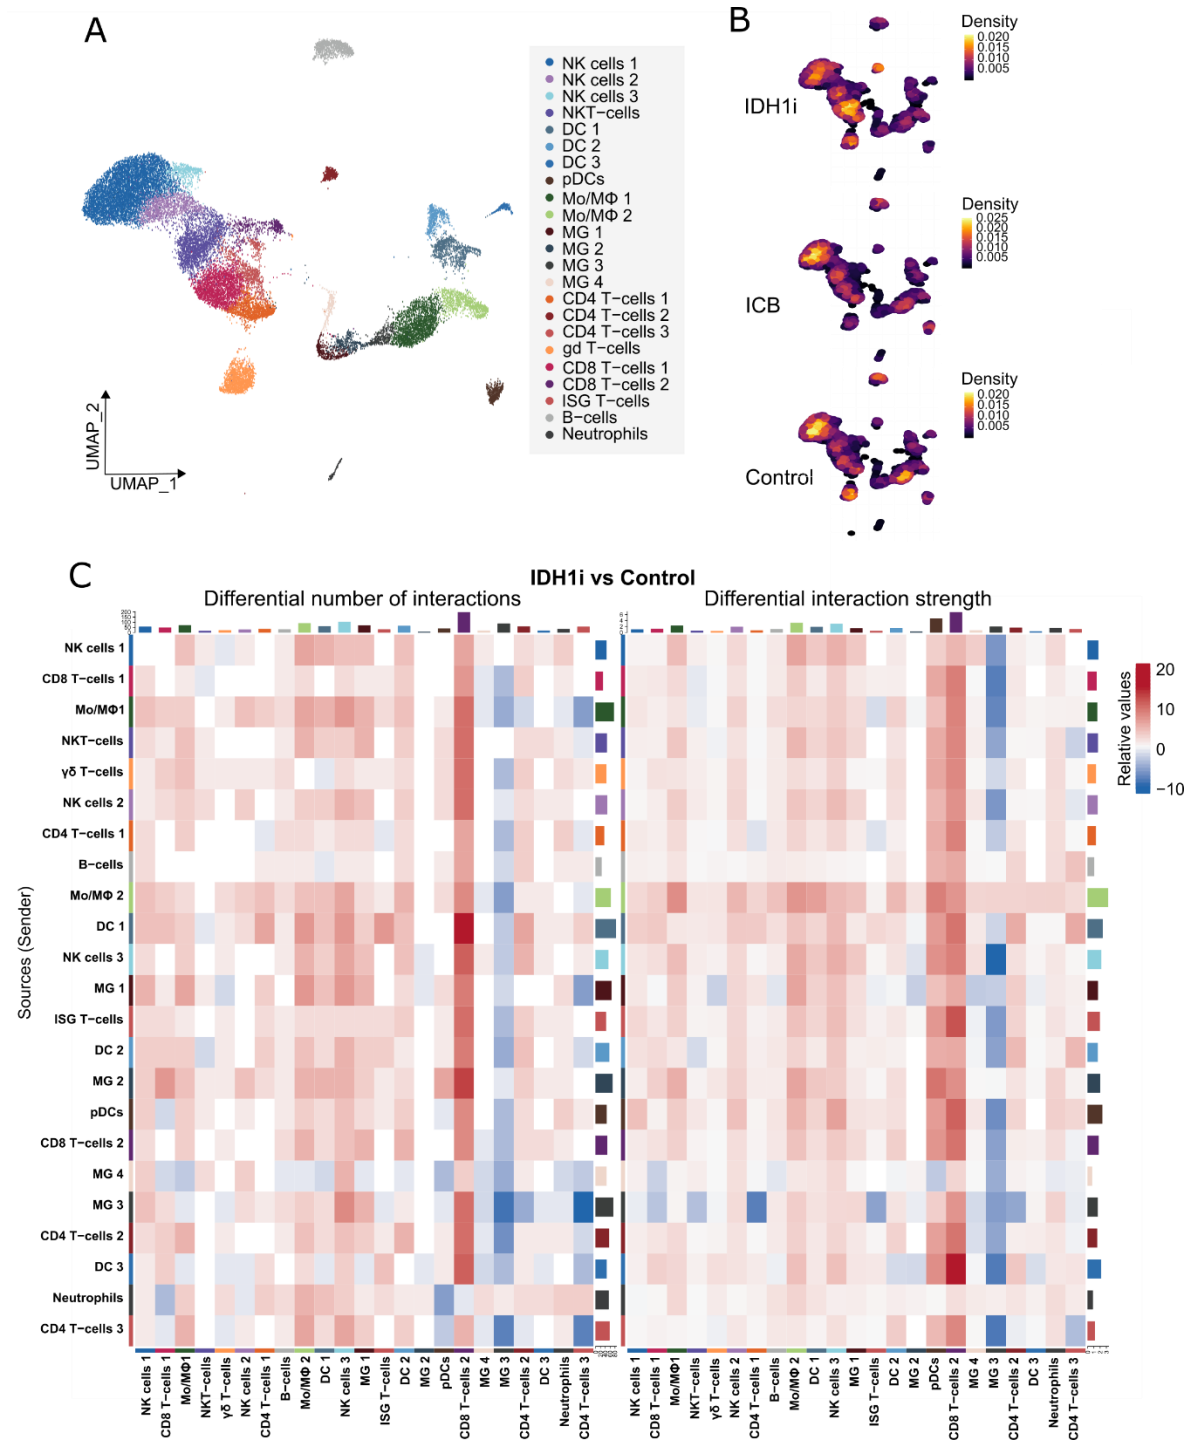 A
NK cells 1
NK cells 2
NK cells 3
NKT-cells
DC 1
DC 2
DC 3
pDCs
Mo/MΦ 1
Mo/MΦ 2
MG 1
MG 2
MG 3
MG 4
CD4 T-cells 1
CD4 T-cells 2
CD4 T-cells 3
gd T-cells
CD8 T-cells 1
CD8 T-cells 2
ISG T-cells
B-cells
Neutrophils
UMAP_2
UMAP_1
B
Density
0.020
0.015
0.010
0.005
IDH1i
Density
0.025
0.020
0.015
0.010
0.005
ICB
Density
0.020
0.015
0.010
0.005
Control
C
IDH1i vs Control
Differential number of interactions
Differential interaction strength
200
150
100
50
0
6
4
2
0
Sources (Sender)
NK cells 1
CD8 T-cells 1
Mo/MΦ1
NKT-cells
γδ T-cells
NK cells 2
CD4 T-cells 1
B-cells
Mo/MΦ 2
DC 1
NK cells 3
MG 1
ISG T-cells
DC 2
MG 2
pDCs
CD8 T-cells 2
MG 4
MG 3
CD4 T-cells 2
DC 3
Neutrophils
CD4 T-cells 3
Relative values
20
10
0
-10
0 1 2 3
NK cells 1
CD8 T-cells 1
Mo/MΦ1
NKT-cells
γδ T-cells
NK cells 2
CD4 T-cells 1
B-cells
Mo/MΦ 2
DC 1
NK cells 3
MG 1
ISG T-cells
DC 2
MG 2
pDCs
CD8 T-cells 2
MG 4
MG 3
CD4 T-cells 2
DC 3
Neutrophils
CD4 T-cells 3
NK cells 1
CD8 T-cells 1
Mo/MΦ1
NKT-cells
γδ T-cells
NK cells 2
CD4 T-cells 1
B-cells
Mo/MΦ 2
DC 1
NK cells 3
MG 1
ISG T-cells
DC 2
MG 2
pDCs
CD8 T-cells 2
MG 4
MG 3
CD4 T-cells 2
DC 3
Neutrophils
CD4 T-cells 3